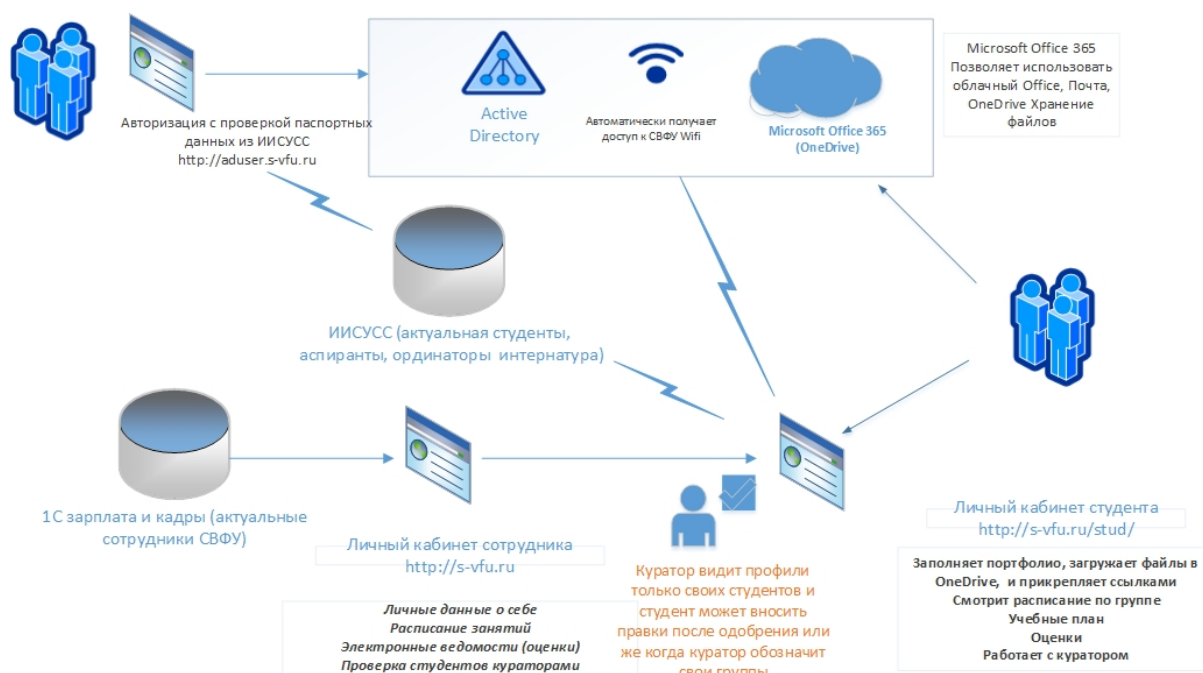 Авторизация с проверкой паспортных
данных из ИИСУСС
http://aduser.s-vfu.ru
Active
Directory
Автоматически получает
доступ к СВФУ Wifi
Microsoft Office 365
(OneDrive)
Microsoft Office 365
Позволяет использовать
облачный Office, Почта,
OneDrive Хранение
файлов
ИИСУСС (актуальная студенты,
аспиранты, ординаторы интернатура)
1С зарплата и кадры (актуальные
сотрудники СВФУ)
Личный кабинет сотрудника
http://s-vfu.ru
Личные данные о себе
Расписание занятий
Электронные ведомости (оценки)
Проверка студентов кураторами
Куратор видит профили
только своих студентов и
студент может вносить
правки после одобрения или
же когда куратор обозначит
свои группы
Личный кабинет студента
http://s-vfu.ru/stud/
Заполняет портфолио, загружает файлы в
OneDrive, и прикрепляет ссылками
Смотрит расписание по группе
Учебные план
Оценки
Работает с куратором